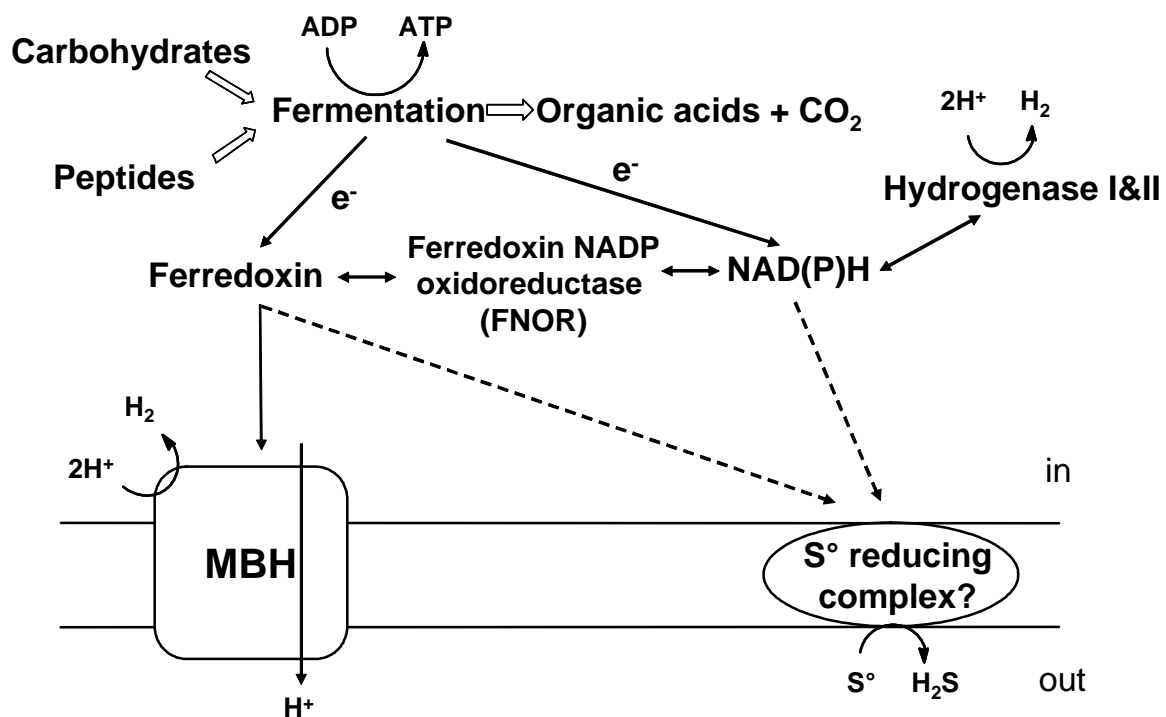 ADP ATP
Carbohydrates
Fermentation Organic acids + CO₂
2H⁺ H₂
Peptides
e⁻
e⁻
Hydrogenase I&II
Ferredoxin
Ferredoxin NADP
oxidoreductase
(FNOR)
NAD(P)H
H₂
2H⁺
in
MBH
S° reducing
complex?
H⁺
S° H₂S
out